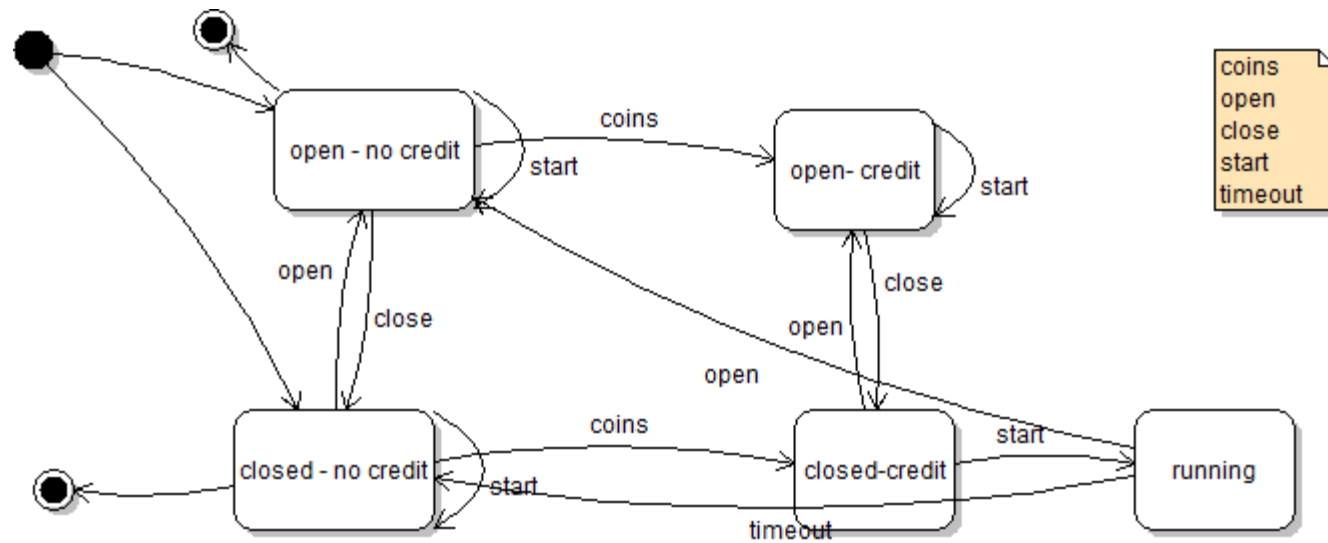 coins
open
close
start
timeout
coins
open - no credit
start
open- credit
start
open
close
close
open
open
coins
start
closed - no credit
start
closed-credit
running
timeout